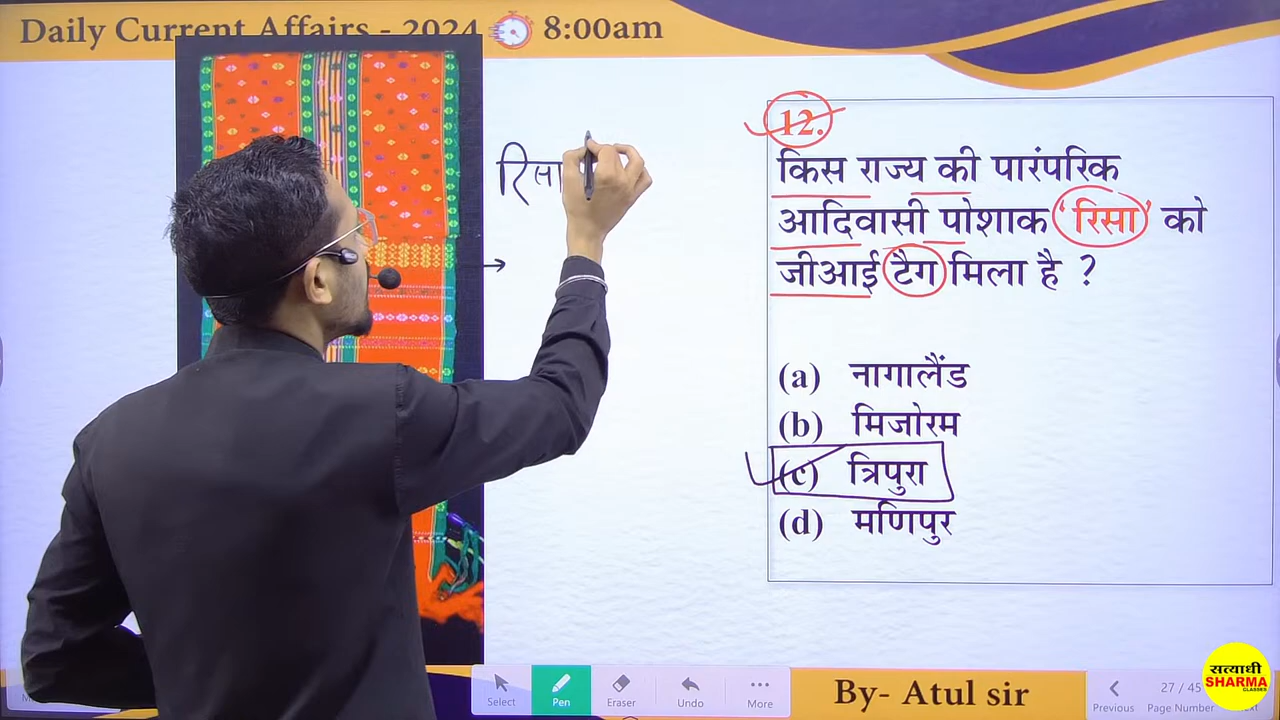 Daily Current Affairs - 2024 8:00am
रिसा
12.
किस राज्य की पारंपरिक
आदिवासी पोशाक 'रिसा' को
जीआई टैग मिला है ?
(a) नागालैंड
(b) मिजोरम
(c) त्रिपुरा
(d) मणिपुर
Select Pen Eraser Undo More
By- Atul sir
27 / 45
Previous Page Number
सत्याधी
SHARMA
CLASSES